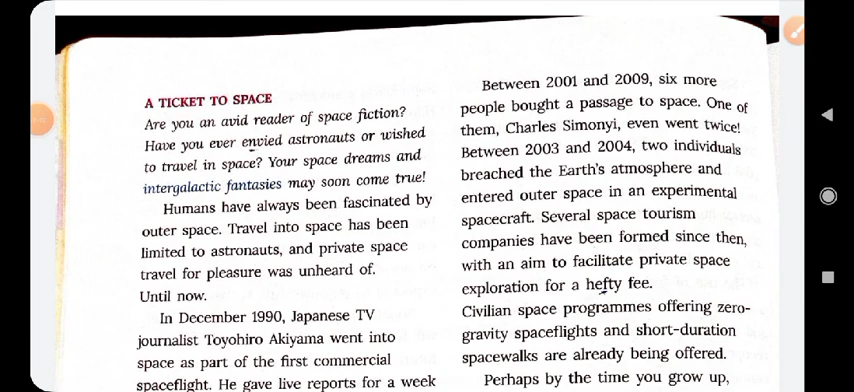 A TICKET TO SPACE
Are you an avid reader of space fiction?
Have you ever envied astronauts or wished
to travel in space? Your space dreams and
intergalactic fantasies may soon come true!
Humans have always been fascinated by
outer space. Travel into space has been
limited to astronauts, and private space
travel for pleasure was unheard of.
Until now.
In December 1990, Japanese TV
journalist Toyohiro Akiyama went into
space as part of the first commercial
spaceflight. He gave live reports for a week
Between 2001 and 2009, six more
people bought a passage to space. One of
them, Charles Simonyi, even went twice!
Between 2003 and 2004, two individuals
breached the Earth's atmosphere and
entered outer space in an experimental
spacecraft. Several space tourism
companies have been formed since then,
with an aim to facilitate private space
exploration for a hefty fee.
Civilian space programmes offering zero-
gravity spaceflights and short-duration
spacewalks are already being offered.
Perhaps by the time you grow up,